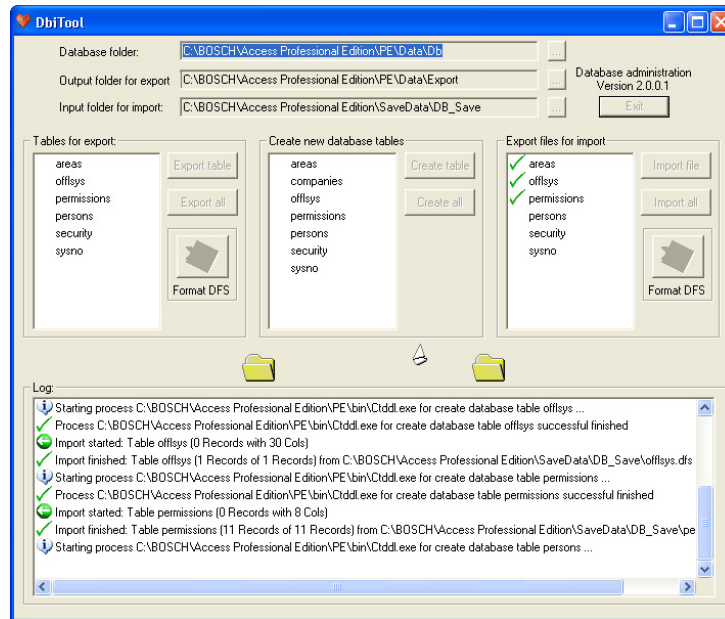 DbiTool
Database folder:
C:\BOSCH\Access Professional Edition\PE\Data\Db
...
Output folder for export
C:\BOSCH\Access Professional Edition\PE\Data\Export
...
Database administration
Version 2.0.0.1
Input folder for import:
C:\BOSCH\Access Professional Edition\SaveData\DB_Save
...
Exit
Tables for export:
areas
offlsys
permissions
persons
security
sysno
Export table
Export all
Format DFS
Create new database tables
areas
companies
offlsys
permissions
persons
security
sysno
Create table
Create all
Export files for import
areas
offlsys
permissions
persons
security
sysno
Import file
Import all
Format DFS
Log:
Starting process C:\BOSCH\Access Professional Edition\PE\bin\Ctddl.exe for create database table offlsys ...
Process C:\BOSCH\Access Professional Edition\PE\bin\Ctddl.exe for create database table offlsys successful finished
Import started: Table offlsys (0 Records with 30 Cols)
Import finished: Table offlsys (1 Records of 1 Records) from C:\BOSCH\Access Professional Edition\SaveData\DB_Save\offlsys.dfs
Starting process C:\BOSCH\Access Professional Edition\PE\bin\Ctddl.exe for create database table permissions ...
Process C:\BOSCH\Access Professional Edition\PE\bin\Ctddl.exe for create database table permissions successful finished
Import started: Table permissions (0 Records with 8 Cols)
Import finished: Table permissions (11 Records of 11 Records) from C:\BOSCH\Access Professional Edition\SaveData\DB_Save\pe
Starting process C:\BOSCH\Access Professional Edition\PE\bin\Ctddl.exe for create database table persons ...